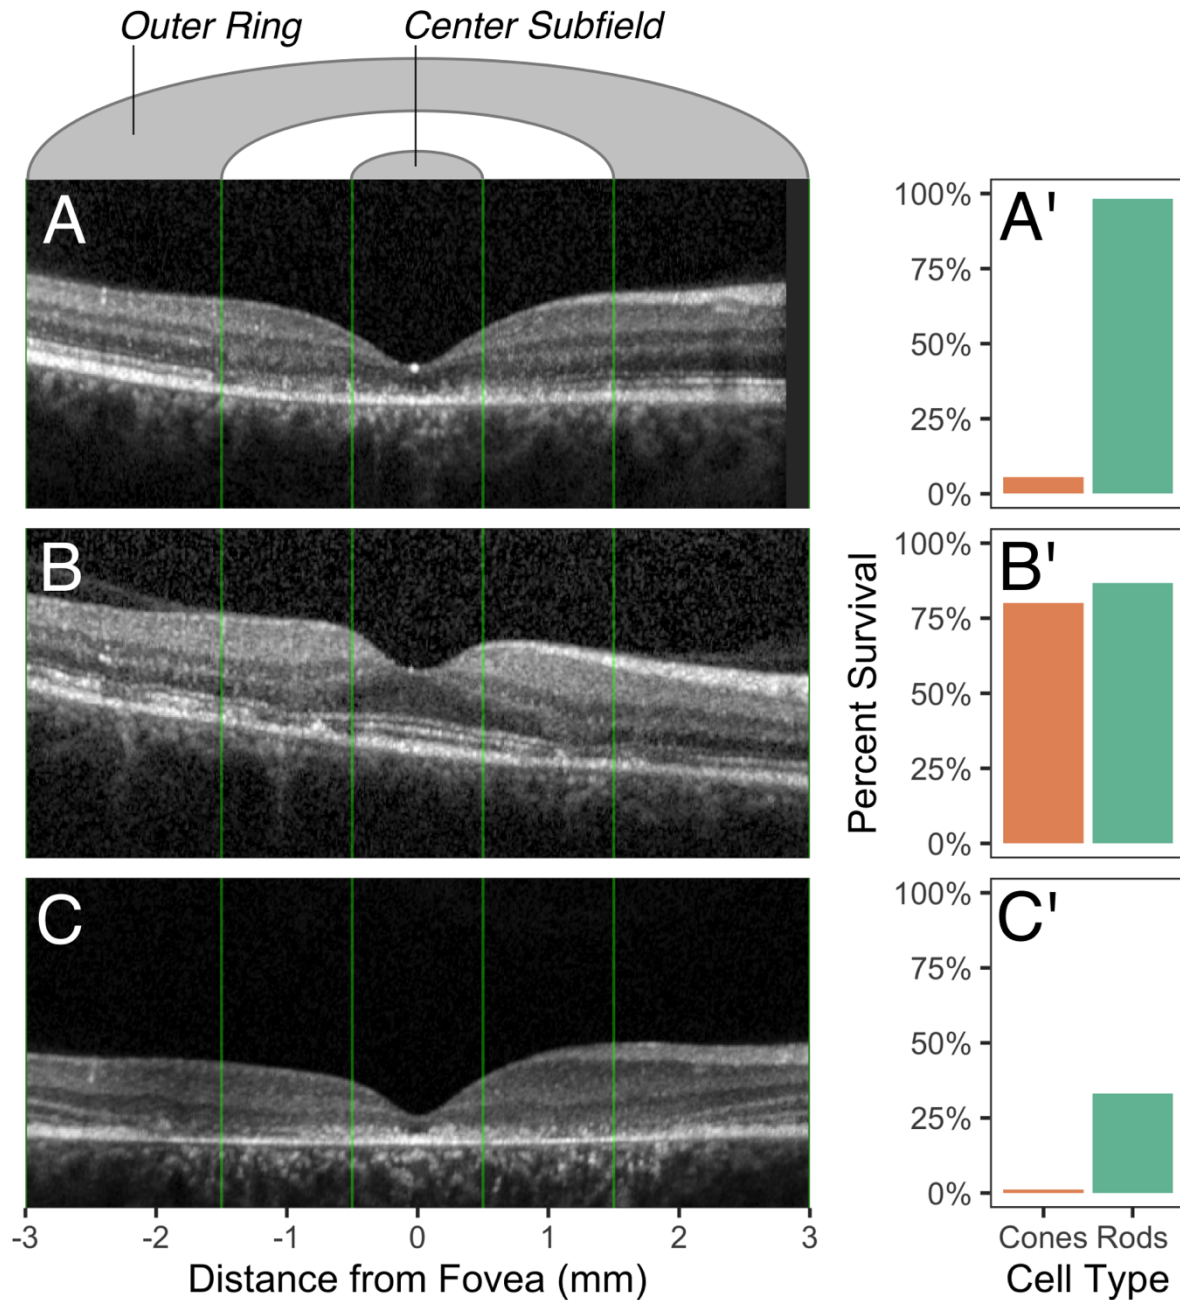 Outer Ring
Center Subfield
A
A'
100%
75%
50%
25%
0%
B
B'
100%
75%
50%
25%
0%
Percent Survival
C
C'
100%
75%
50%
25%
0%
-3 -2 -1 0 1 2 3
Distance from Fovea (mm)
Cones Rods
Cell Type